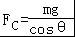 F_C = mg / cos θ